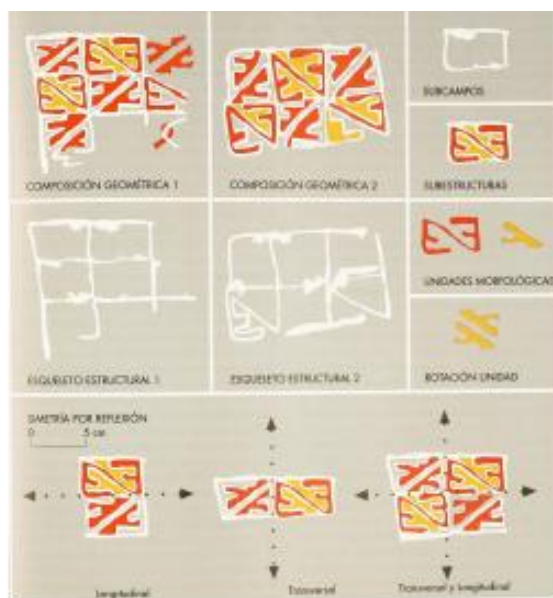 COMPOSICIÓN GEOMÉTRICA 1
COMPOSICIÓN GEOMÉTRICA 2
SUBCAMPOS
SUBESTRUCTURAS
UNIDADES MORFOLÓGICAS
ESQUELETO ESTRUCTURAL 1
ESQUELETO ESTRUCTURAL 2
ROTACIÓN UNIDAD
SIMETRÍA POR REFLEXIÓN
0 5 cm
Longitudinal
Transversal
Transversal y longitudinal